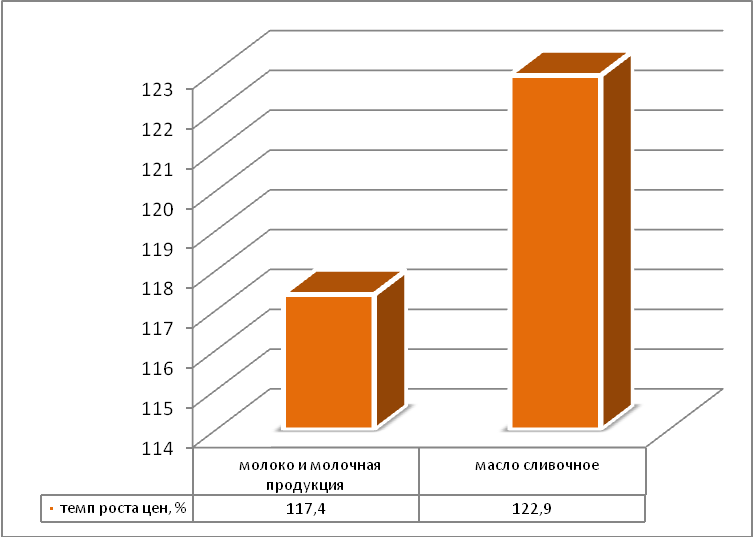 123
122
121
120
119
118
117
116
115
114
молоко и молочная
продукция
масло сливочное
темп роста цен, % 117,4 122,9